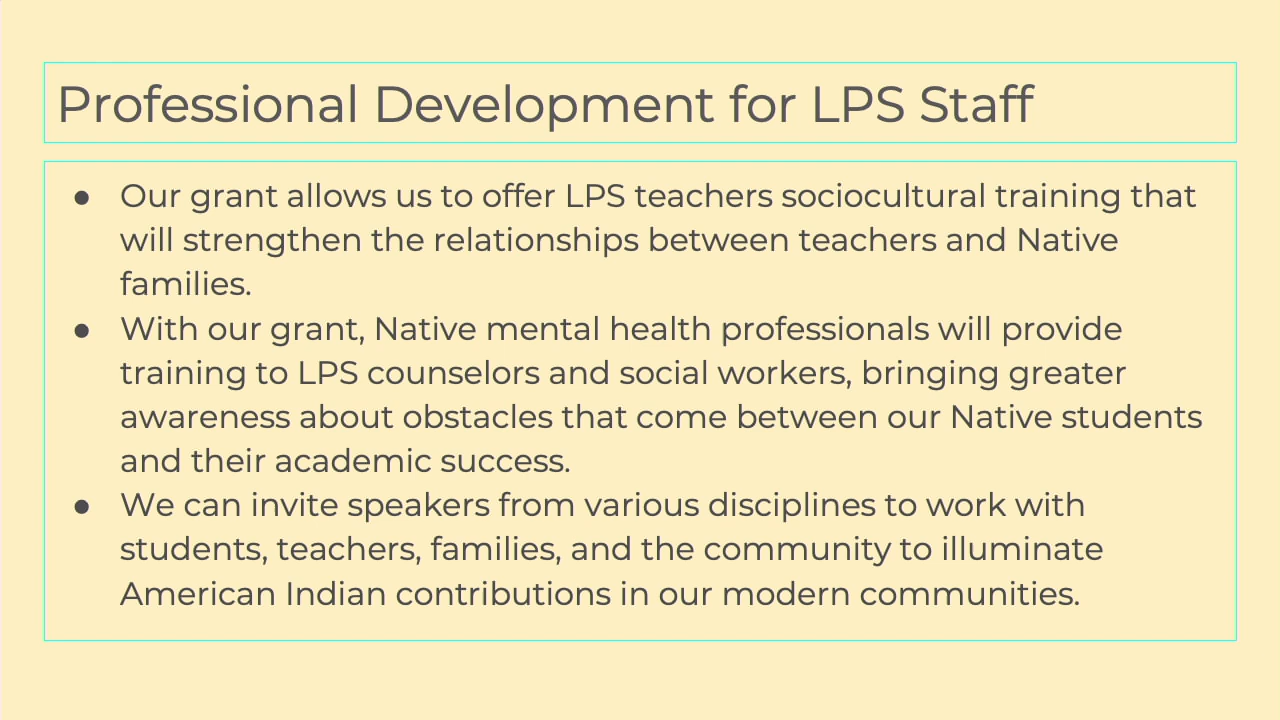 Professional Development for LPS Staff
● Our grant allows us to offer LPS teachers sociocultural training that
will strengthen the relationships between teachers and Native
families.
● With our grant, Native mental health professionals will provide
training to LPS counselors and social workers, bringing greater
awareness about obstacles that come between our Native students
and their academic success.
● We can invite speakers from various disciplines to work with
students, teachers, families, and the community to illuminate
American Indian contributions in our modern communities.